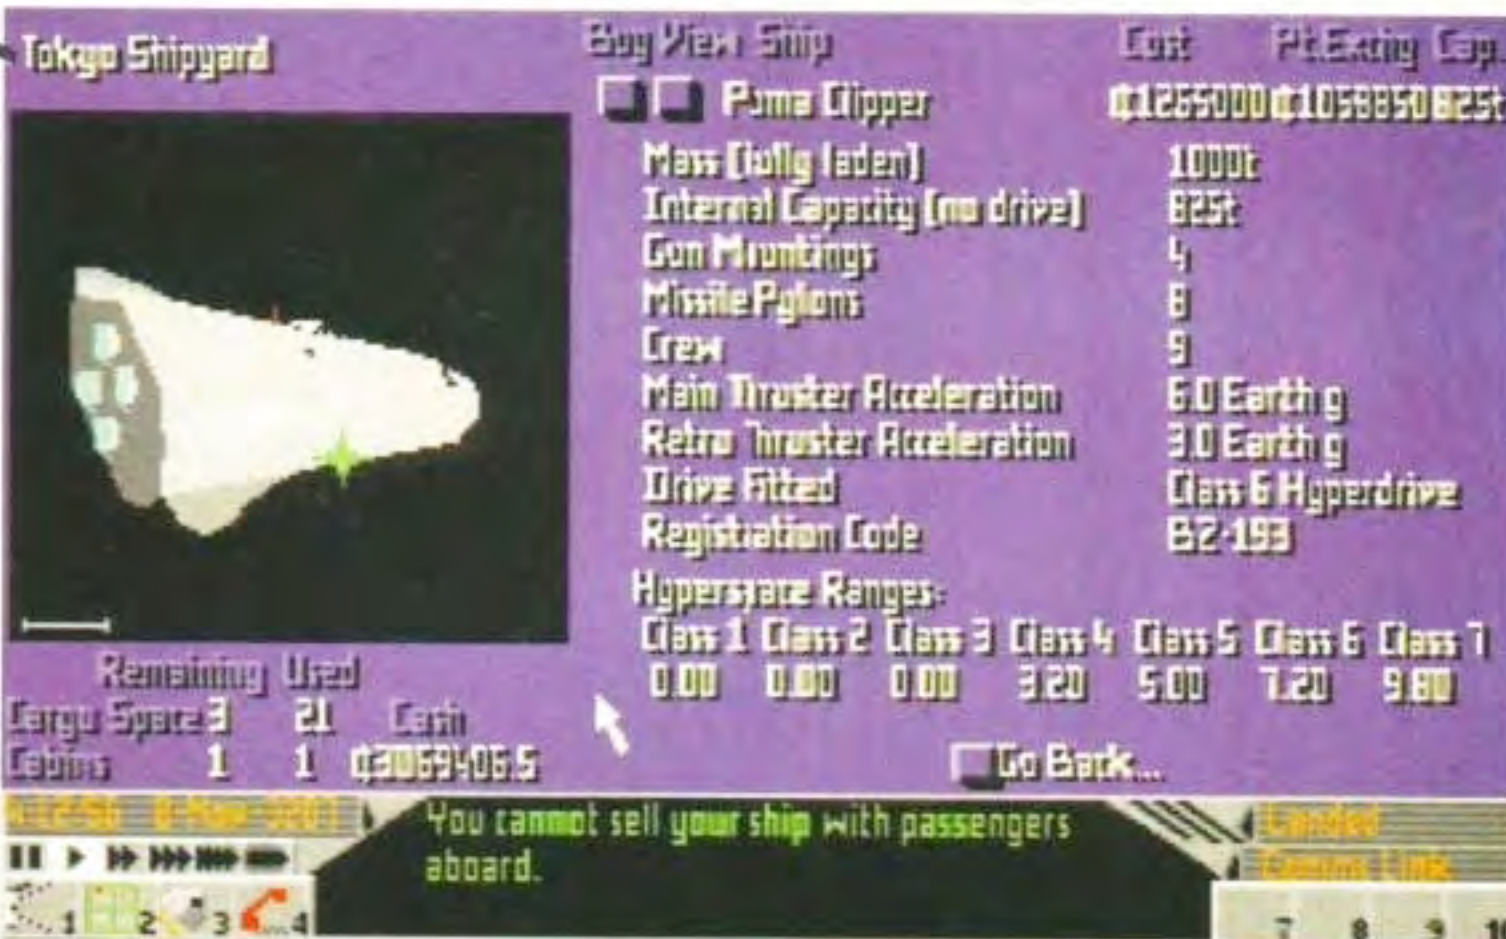 Tokyo Shipyard
Buy View Ship Cost Pt.Exchg Cap.
Puma Clipper ₵1265000 ₵1058850 825t
Mass (fully laden) 1000t
Internal Capacity (no drive) 825t
Gun Mountings 4
Missile Pylons 8
Crew 9
Main Thruster Acceleration 6.0 Earth g
Retro Thruster Acceleration 3.0 Earth g
Drive Fitted Class 6 Hyperdrive
Registration Code BZ-193
Hyperspace Ranges:
Class 1 Class 2 Class 3 Class 4 Class 5 Class 6 Class 7
0.00 0.00 0.00 3.20 5.00 7.20 9.80
Remaining Used
Cargo Space 3 21 Cash
Cabins 1 1 ₵3069406.5
Go Back...
You cannot sell your ship with passengers
aboard.
Landed
Comms Link
1 2 3 4
7 8 9 10